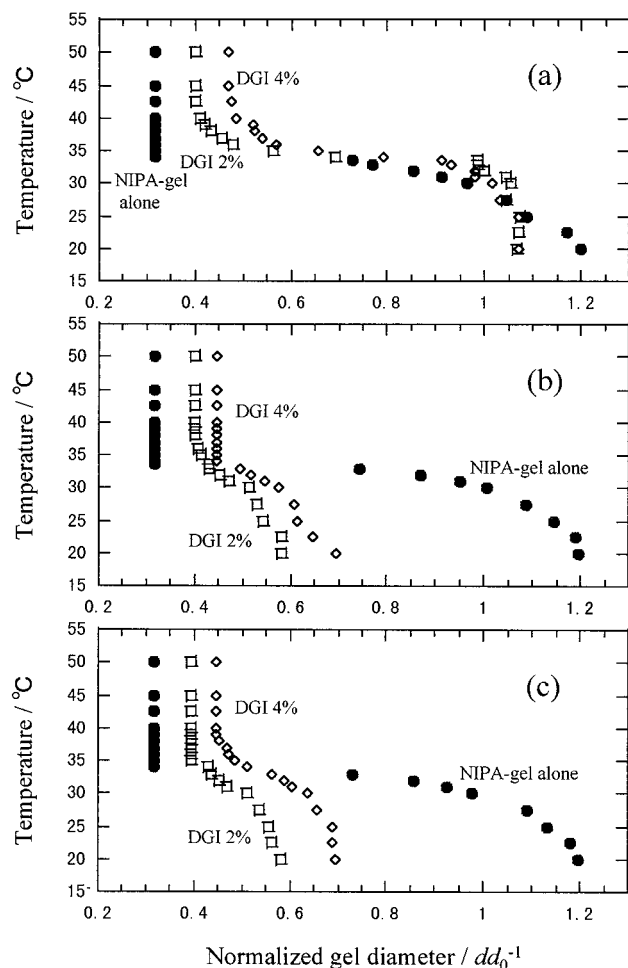 55
50
45
40
35
30
25
20
15
Temperature / °C
(a)
DGI 4%
DGI 2%
NIPA-gel
alone
0.2 0.4 0.6 0.8 1 1.2
55
50
45
40
35
30
25
20
15
Temperature / °C
(b)
DGI 4%
NIPA-gel alone
DGI 2%
0.2 0.4 0.6 0.8 1 1.2
55
50
45
40
35
30
25
20
15
Temperature / °C
(c)
DGI 4%
NIPA-gel alone
DGI 2%
0.2 0.4 0.6 0.8 1 1.2
Normalized gel diameter / dd₀⁻¹